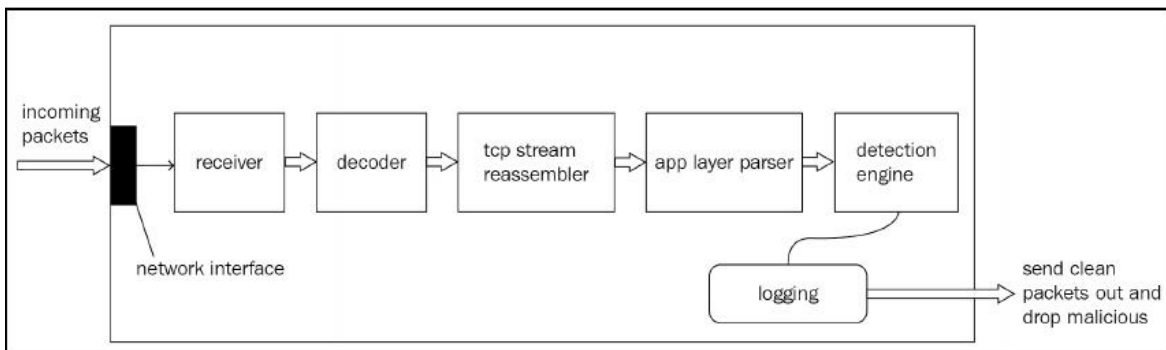 incoming
packets
receiver
decoder
tcp stream
reassembler
app layer parser
detection
engine
network interface
logging
send clean
packets out and
drop malicious